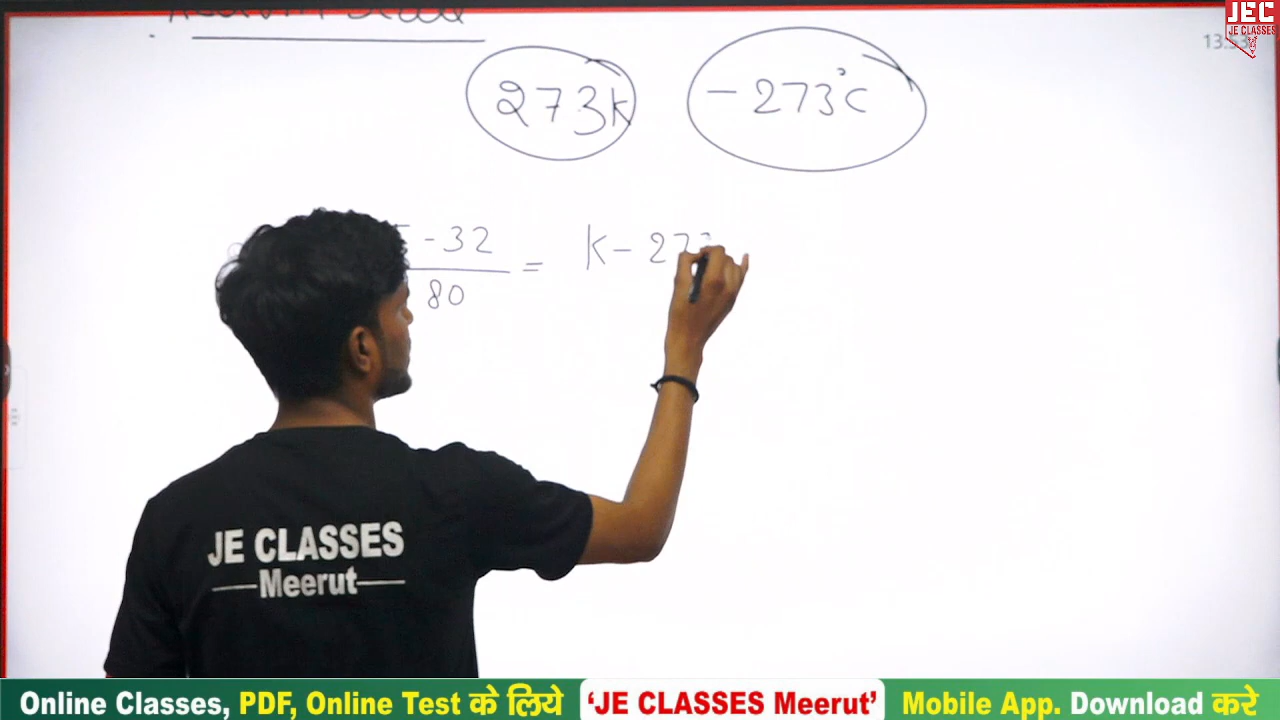 JEC
JE CLASSES
273k
-273°C
-32
80
=
k-27
JE CLASSES
Meerut
Online Classes, PDF, Online Test के लिये 'JE CLASSES Meerut' Mobile App. Download करे